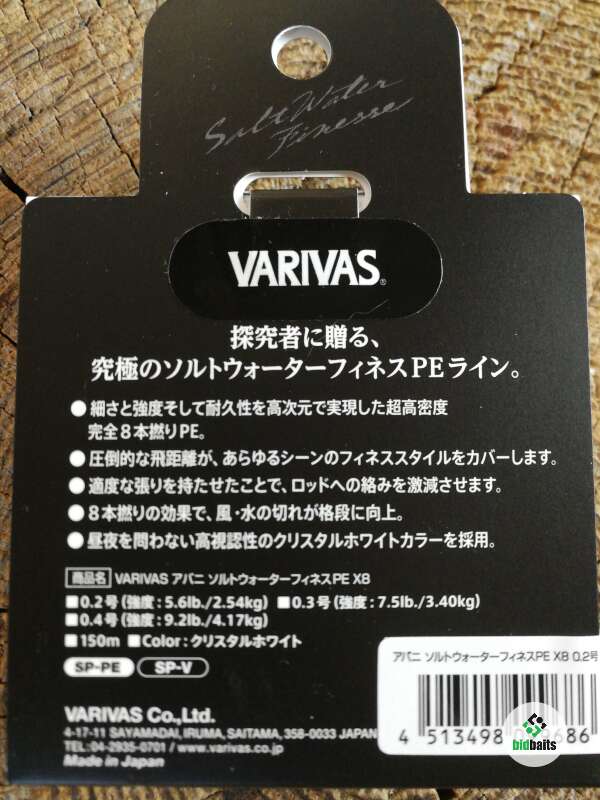 Salt Water
Finesse
VARIVAS®
探究者に贈る、
究極のソルトウォーターフィネスPEライン。
●細さと強度そして耐久性を高次元で実現した超高密度
完全8本撚りPE。
●圧倒的な飛距離が、あらゆるシーンのフィネススタイルをカバーします。
●適度な張りを持たせたことで、ロッドへの絡みを激減させます。
●8本撚りの効果で、風・水の切れが格段に向上。
●昼夜を問わない高視認性のクリスタルホワイトカラーを採用。
商品名 VARIVAS アバニ ソルトウォーターフィネスPE X8
■0.2号(強度:5.6lb./2.54kg) ■0.3号(強度:7.5lb./3.40kg)
■0.4号(強度:9.2lb./4.17kg)
■150m ■Color:クリスタルホワイト
SP-PE SP-V
アバニ ソルトウォーターフィネスPE X8 0.2号
VARIVAS Co.,Ltd.
4-17-11 SAYAMADAI, IRUMA, SAITAMA, 358-0033 JAPAN
TEL:04-2935-0701 / www.varivas.co.jp
Made in Japan
4 513498 686
bidbaits